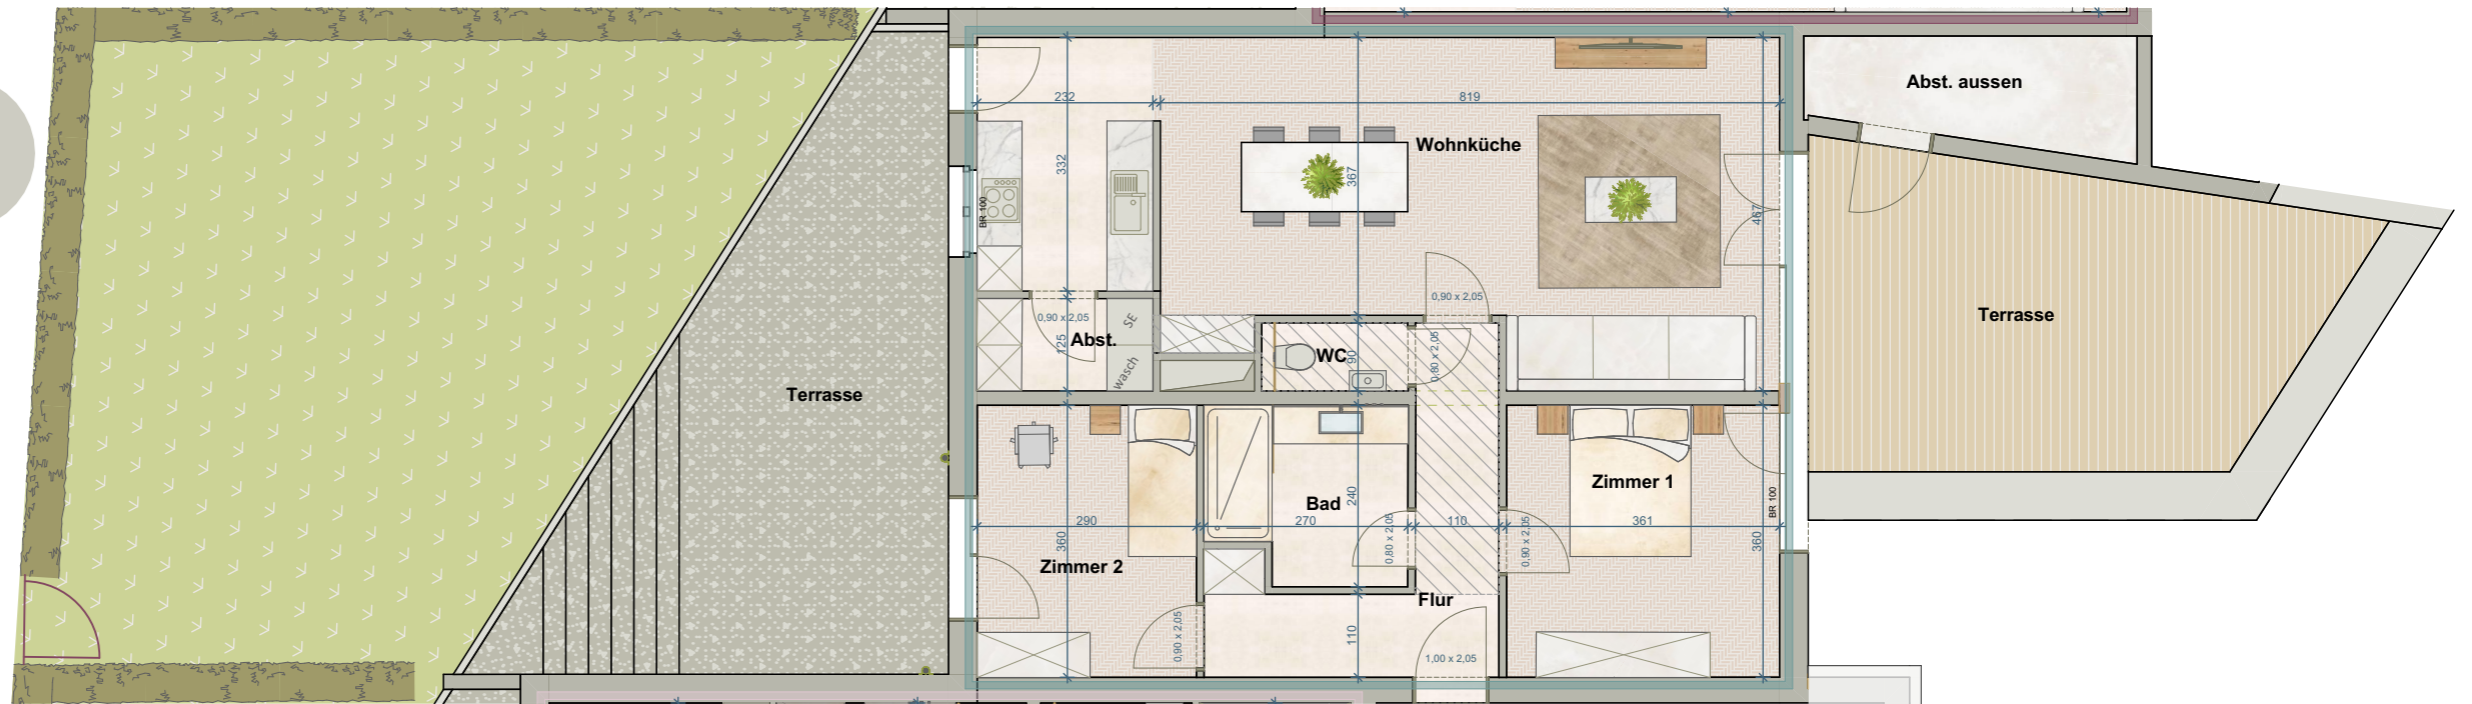 Abst. aussen
232
819
Wohnküche
332
367
BR 100
467
0,90 x 2,05
Terrasse
0,90 x 2,05
SE
Abst.
125
wasch
WC
90
0,80 x 2,05
Terrasse
Zimmer 1
Bad
240
BR 100
290
270
110
361
360
0,80 x 2,05
0,90 x 2,05
360
Zimmer 2
Flur
0,90 x 2,05
110
1,00 x 2,05